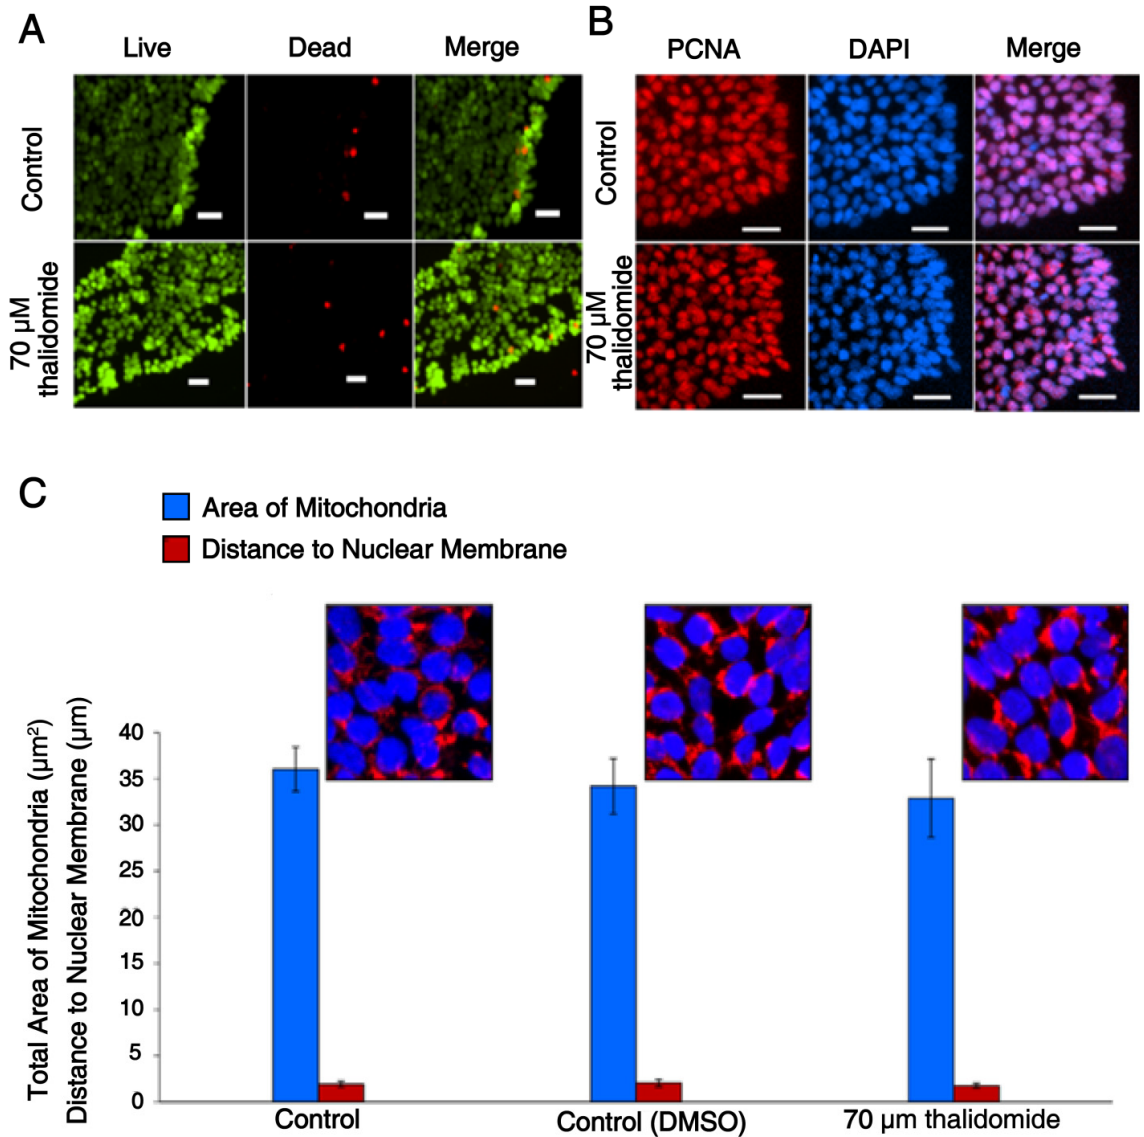 A
Live Dead Merge
Control
70 μM
thalidomide
B
PCNA DAPI Merge
Control
70 μM
thalidomide
C
Area of Mitochondria
Distance to Nuclear Membrane
Total Area of Mitochondria (μm²)
Distance to Nuclear Membrane (μm)
40
35
30
25
20
15
10
5
0
Control Control (DMSO) 70 μm thalidomide